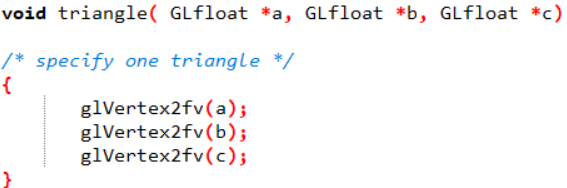 void triangle( GLfloat *a, GLfloat *b, GLfloat *c)
/* specify one triangle */
{
glVertex2fv(a);
glVertex2fv(b);
glVertex2fv(c);
}